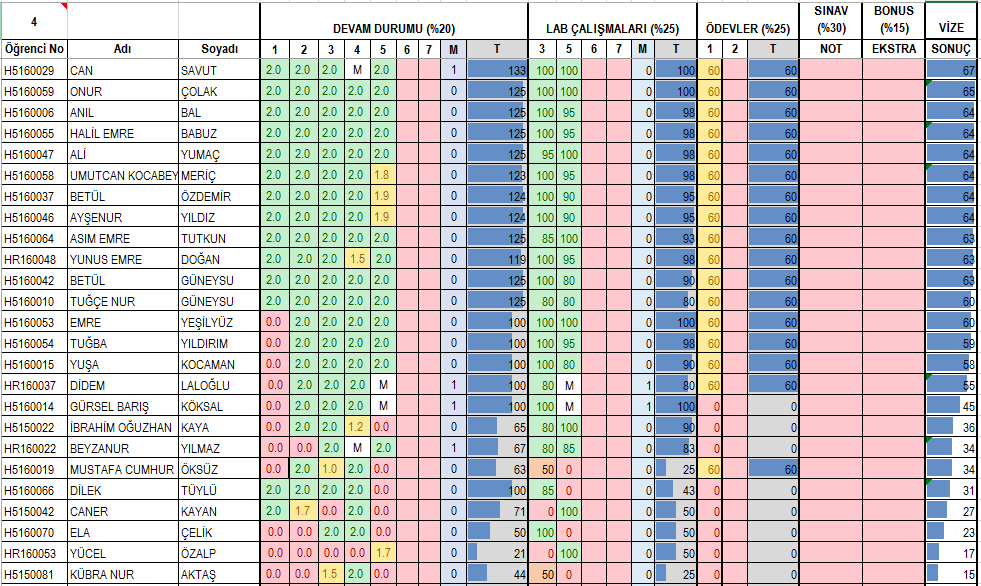 4 DEVAM DURUMU (%20) LAB ÇALIŞMALARI (%25) ÖDEVLER (%25) SINAV (%30) BONUS (%15) VİZE
Öğrenci No Adı Soyadı 1 2 3 4 5 6 7 M T 3 5 6 7 M T 1 2 T NOT EKSTRA SONUÇ
H5160029 CAN SAVUT 2.0 2.0 2.0 M 2.0 1 133 100 100 0 100 60 60 67
H5160059 ONUR ÇOLAK 2.0 2.0 2.0 2.0 2.0 0 125 100 100 0 100 60 60 65
H5160006 ANIL BAL 2.0 2.0 2.0 2.0 2.0 0 125 100 95 0 98 60 60 64
H5160055 HALİL EMRE BABUZ 2.0 2.0 2.0 2.0 2.0 0 125 100 95 0 98 60 60 64
H5160047 ALİ YUMAÇ 2.0 2.0 2.0 2.0 2.0 0 125 95 100 0 98 60 60 64
H5160058 UMUTCAN KOCABEY MERİÇ 2.0 2.0 2.0 2.0 1.8 0 123 100 95 0 98 60 60 64
H5160037 BETÜL ÖZDEMİR 2.0 2.0 2.0 2.0 1.9 0 124 100 90 0 95 60 60 64
H5160046 AYŞENUR YILDIZ 2.0 2.0 2.0 2.0 1.9 0 124 100 90 0 95 60 60 64
H5160064 ASIM EMRE TUTKUN 2.0 2.0 2.0 2.0 2.0 0 125 85 100 0 93 60 60 63
HR160048 YUNUS EMRE DOĞAN 2.0 2.0 2.0 1.5 2.0 0 119 100 95 0 98 60 60 63
H5160042 BETÜL GÜNEYSU 2.0 2.0 2.0 2.0 2.0 0 125 100 80 0 90 60 60 63
H5160010 TUĞÇE NUR GÜNEYSU 2.0 2.0 2.0 2.0 2.0 0 125 80 80 0 80 60 60 60
H5160053 EMRE YEŞİLYÜZ 0.0 2.0 2.0 2.0 2.0 0 100 100 100 0 100 60 60 60
H5160054 TUĞBA YILDIRIM 0.0 2.0 2.0 2.0 2.0 0 100 100 95 0 98 60 60 59
H5160015 YUŞA KOCAMAN 0.0 2.0 2.0 2.0 2.0 0 100 100 80 0 90 60 60 58
HR160037 DİDEM LALOĞLU 0.0 2.0 2.0 2.0 M 1 100 80 M 1 80 60 60 55
H5160014 GÜRSEL BARIŞ KÖKSAL 0.0 2.0 2.0 2.0 M 1 100 100 M 1 100 0 0 45
H5150022 İBRAHİM OĞUZHAN KAYA 0.0 2.0 2.0 1.2 0.0 0 65 80 100 0 90 0 0 36
HR160022 BEYZANUR YILMAZ 0.0 0.0 2.0 M 2.0 1 67 80 85 0 83 0 0 34
H5160019 MUSTAFA CUMHUR ÖKSÜZ 0.0 2.0 1.0 2.0 0.0 0 63 50 0 0 25 60 60 34
H5160066 DİLEK TÜYLÜ 2.0 2.0 2.0 2.0 0.0 0 100 85 0 0 43 0 0 31
H5150042 CANER KAYAN 2.0 1.7 0.0 2.0 0.0 0 71 0 100 0 50 0 0 27
H5160070 ELA ÇELİK 0.0 0.0 2.0 2.0 0.0 0 50 100 0 0 50 0 0 23
HR160053 YÜCEL ÖZALP 0.0 0.0 0.0 0.0 1.7 0 21 0 100 0 50 0 0 17
H5150081 KÜBRA NUR AKTAŞ 0.0 0.0 1.5 2.0 0.0 0 44 50 0 0 25 0 0 15